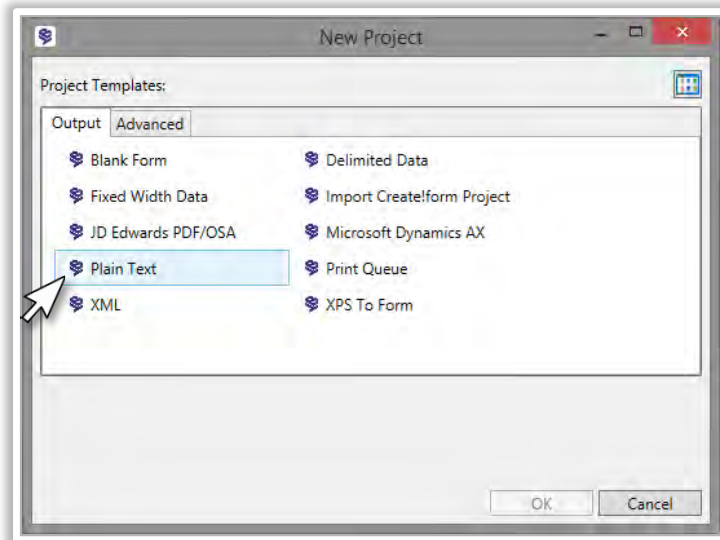 New Project
Project Templates:
Output Advanced
Blank Form Delimited Data
Fixed Width Data Import Create!form Project
JD Edwards PDF/OSA Microsoft Dynamics AX
Plain Text Print Queue
XML XPS To Form
OK Cancel